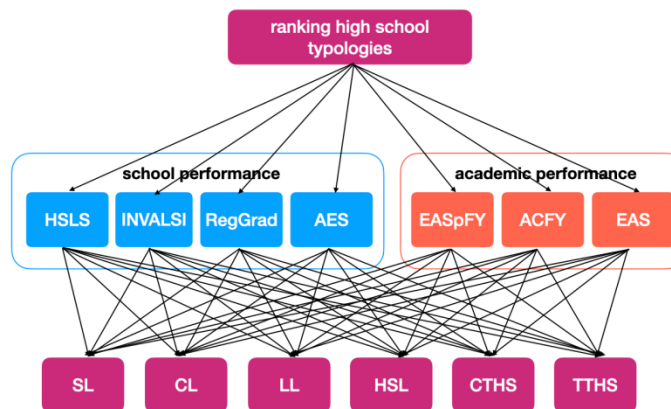 ranking high school
typologies
school performance
academic performance
HSLS
INVALSI
RegGrad
AES
EASpFY
ACFY
EAS
SL
CL
LL
HSL
CTHS
TTHS